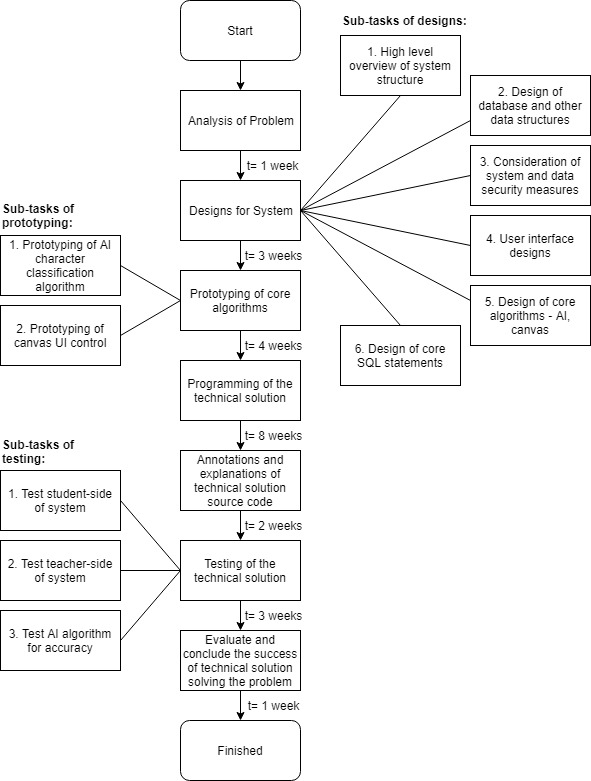 Start
Analysis of Problem
t= 1 week
Designs for System
t= 3 weeks
Prototyping of core
algorithms
t= 4 weeks
Programming of the
technical solution
t= 8 weeks
Annotations and
explanations of
technical solution
source code
t= 2 weeks
Testing of the
technical solution
t= 3 weeks
Evaluate and
conclude the success
of technical solution
solving the problem
t= 1 week
Finished
Sub-tasks of designs:
1. High level
overview of system
structure
2. Design of
database and other
data structures
3. Consideration of
system and data
security measures
4. User interface
designs
5. Design of core
algorithms - AI,
canvas
6. Design of core
SQL statements
Sub-tasks of
prototyping:
1. Prototyping of AI
character
classification
algorithm
2. Prototyping of
canvas UI control
Sub-tasks of
testing:
1. Test student-side
of system
2. Test teacher-side
of system
3. Test AI algorithm
for accuracy